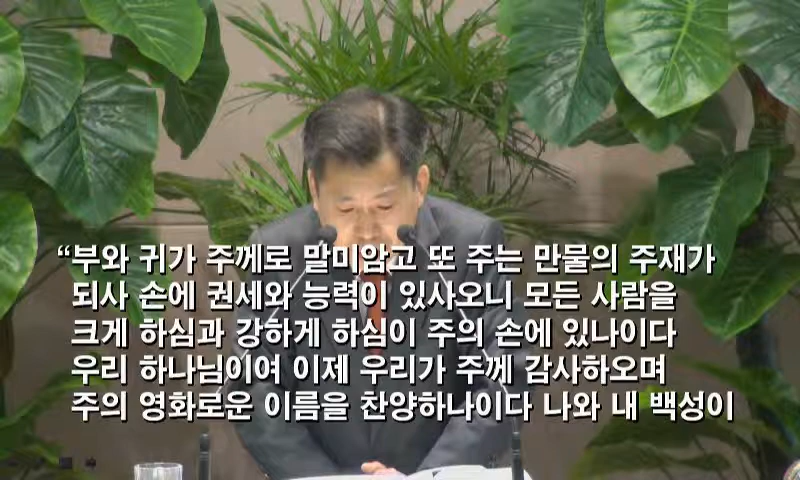 “부와 귀가 주께로 말미암고 또 주는 만물의 주재가
되사 손에 권세와 능력이 있사오니 모든 사람을
크게 하심과 강하게 하심이 주의 손에 있나이다
우리 하나님이여 이제 우리가 주께 감사하오며
주의 영화로운 이름을 찬양하나이다 나와 내 백성이